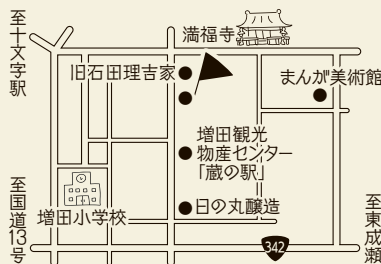 至十文字駅
満福寺
旧石田理吉家
まんが美術館
増田観光
物産センター
「蔵の駅」
増田小学校
日の丸醸造
至国道13号
342
至東成瀬